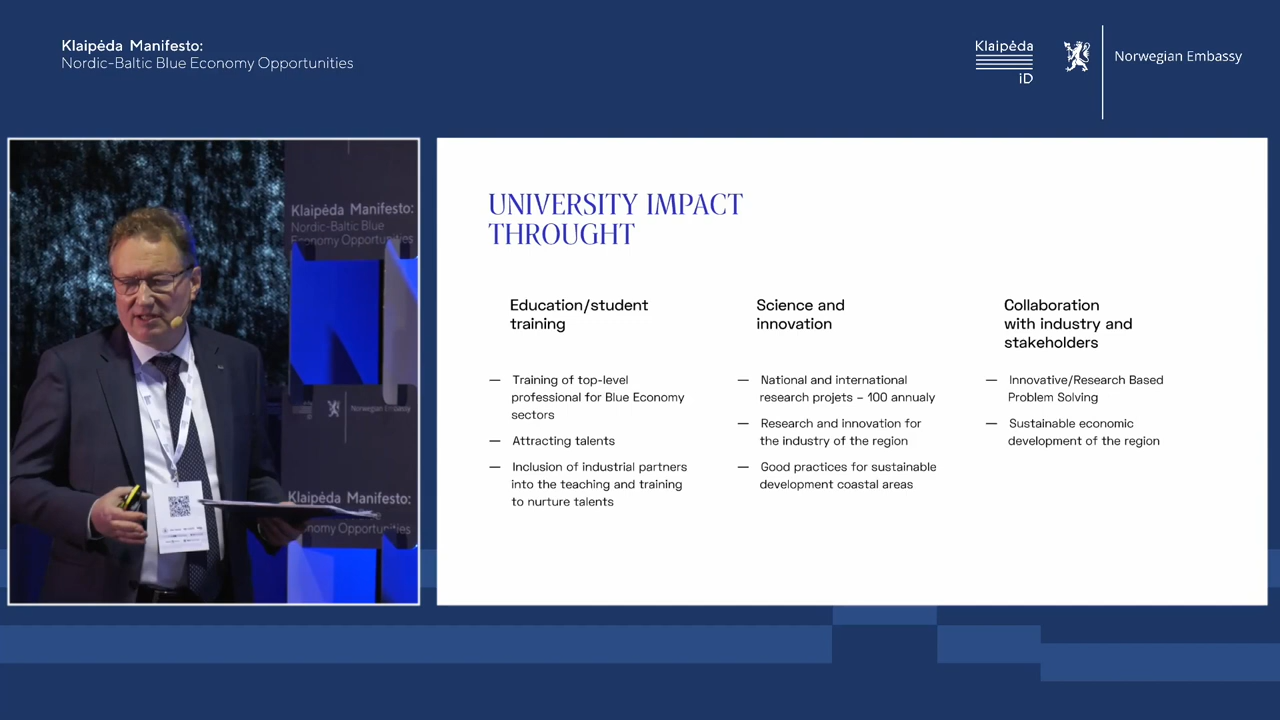 Klaipėda Manifesto:
Nordic-Baltic Blue Economy Opportunities
Klaipėda
iD
Norwegian Embassy
Klaipėda Manifesto:
Nordic-Baltic Blue
Economy Opportunities
Norwegian Embassy
Klaipėda Manifesto:
nomy Opportunities
UNIVERSITY IMPACT
THROUGHT
Education/student
training
— Training of top-level
professional for Blue Economy
sectors
— Attracting talents
— Inclusion of industrial partners
into the teaching and training
to nurture talents
Science and
innovation
— National and international
research projets – 100 annualy
— Research and innovation for
the industry of the region
— Good practices for sustainable
development coastal areas
Collaboration
with industry and
stakeholders
— Innovative/Research Based
Problem Solving
— Sustainable economic
development of the region